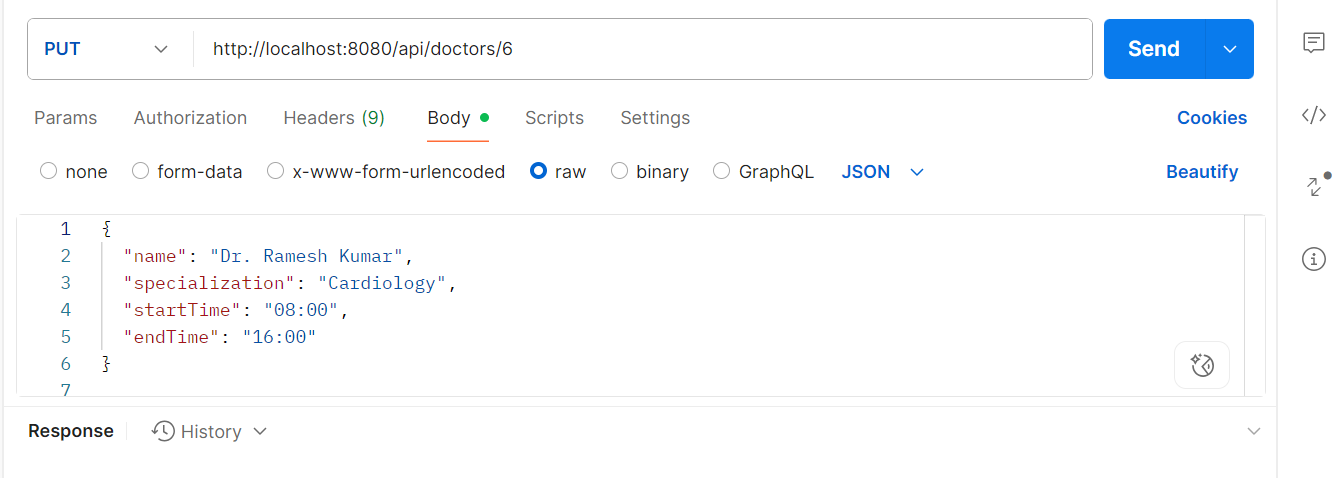 PUT http://localhost:8080/api/doctors/6 Send
Params Authorization Headers (9) Body Scripts Settings Cookies
none form-data x-www-form-urlencoded raw binary GraphQL JSON Beautify
1 {
2 "name": "Dr. Ramesh Kumar",
3 "specialization": "Cardiology",
4 "startTime": "08:00",
5 "endTime": "16:00"
6 }
7
Response History